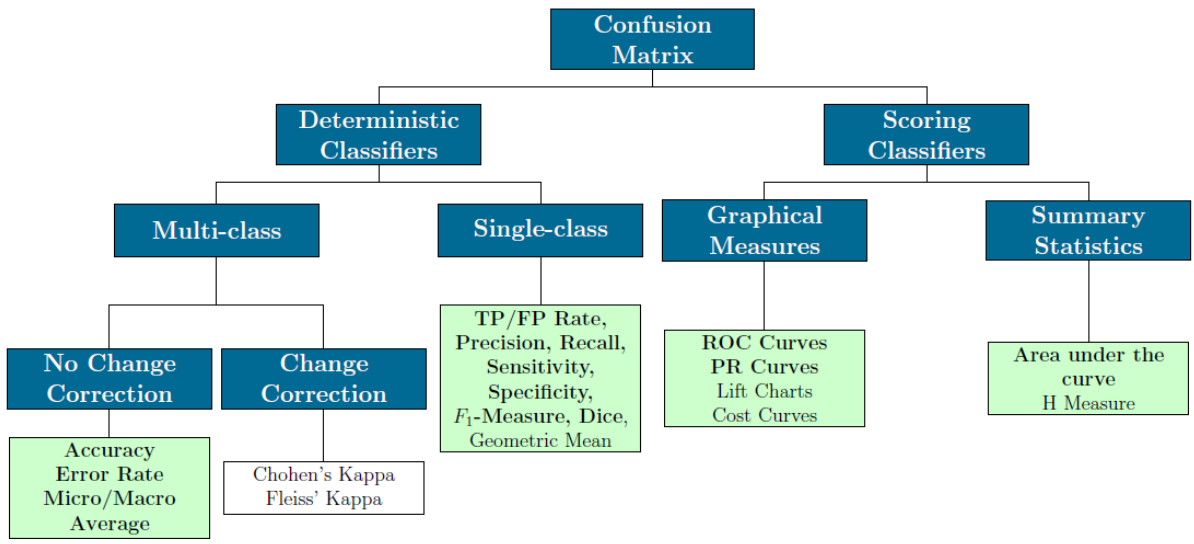 Confusion
Matrix
Deterministic
Classifiers
Scoring
Classifiers
Multi-class
Single-class
Graphical
Measures
Summary
Statistics
No Change
Correction
Change
Correction
TP/FP Rate,
Precision, Recall,
Sensitivity,
Specificity,
F₁-Measure, Dice,
Geometric Mean
ROC Curves
PR Curves
Lift Charts
Cost Curves
Area under the
curve
H Measure
Accuracy
Error Rate
Micro/Macro
Average
Chohen's Kappa
Fleiss' Kappa